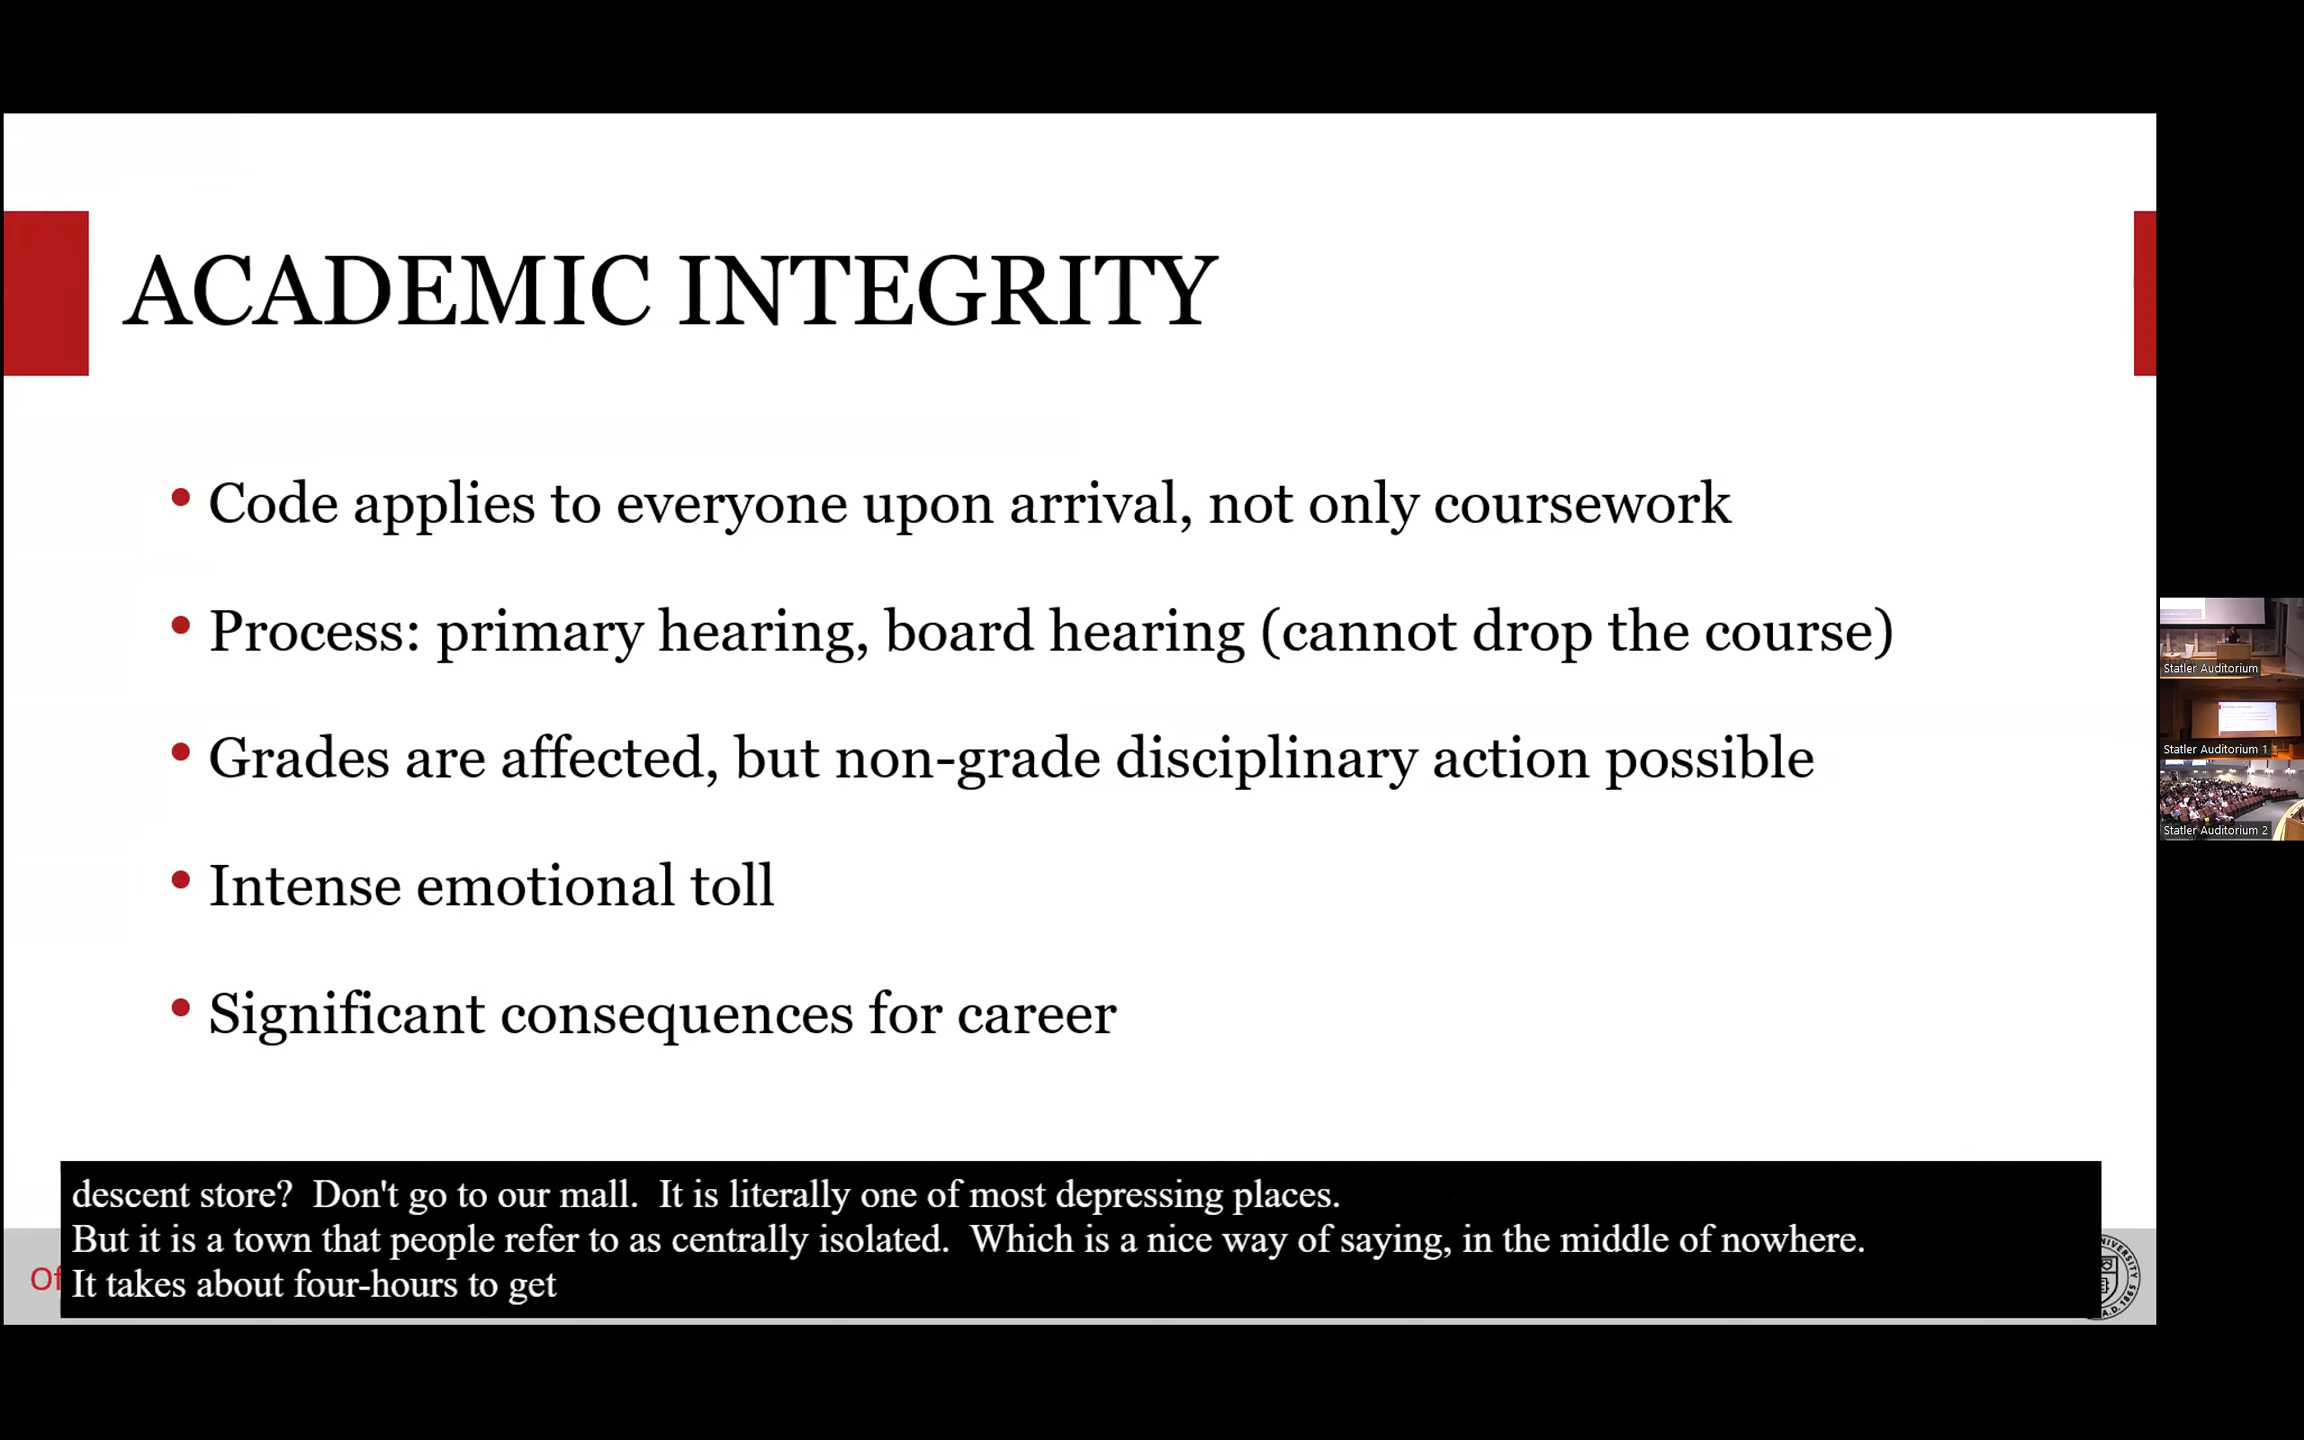 ACADEMIC INTEGRITY
• Code applies to everyone upon arrival, not only coursework
• Process: primary hearing, board hearing (cannot drop the course)
• Grades are affected, but non-grade disciplinary action possible
• Intense emotional toll
• Significant consequences for career
descent store?  Don't go to our mall.  It is literally one of most depressing places.
But it is a town that people refer to as centrally isolated.  Which is a nice way of saying, in the middle of nowhere.
It takes about four-hours to get
Of
A.D. 1865
Statler Auditorium
Statler Auditorium 1
Statler Auditorium 2